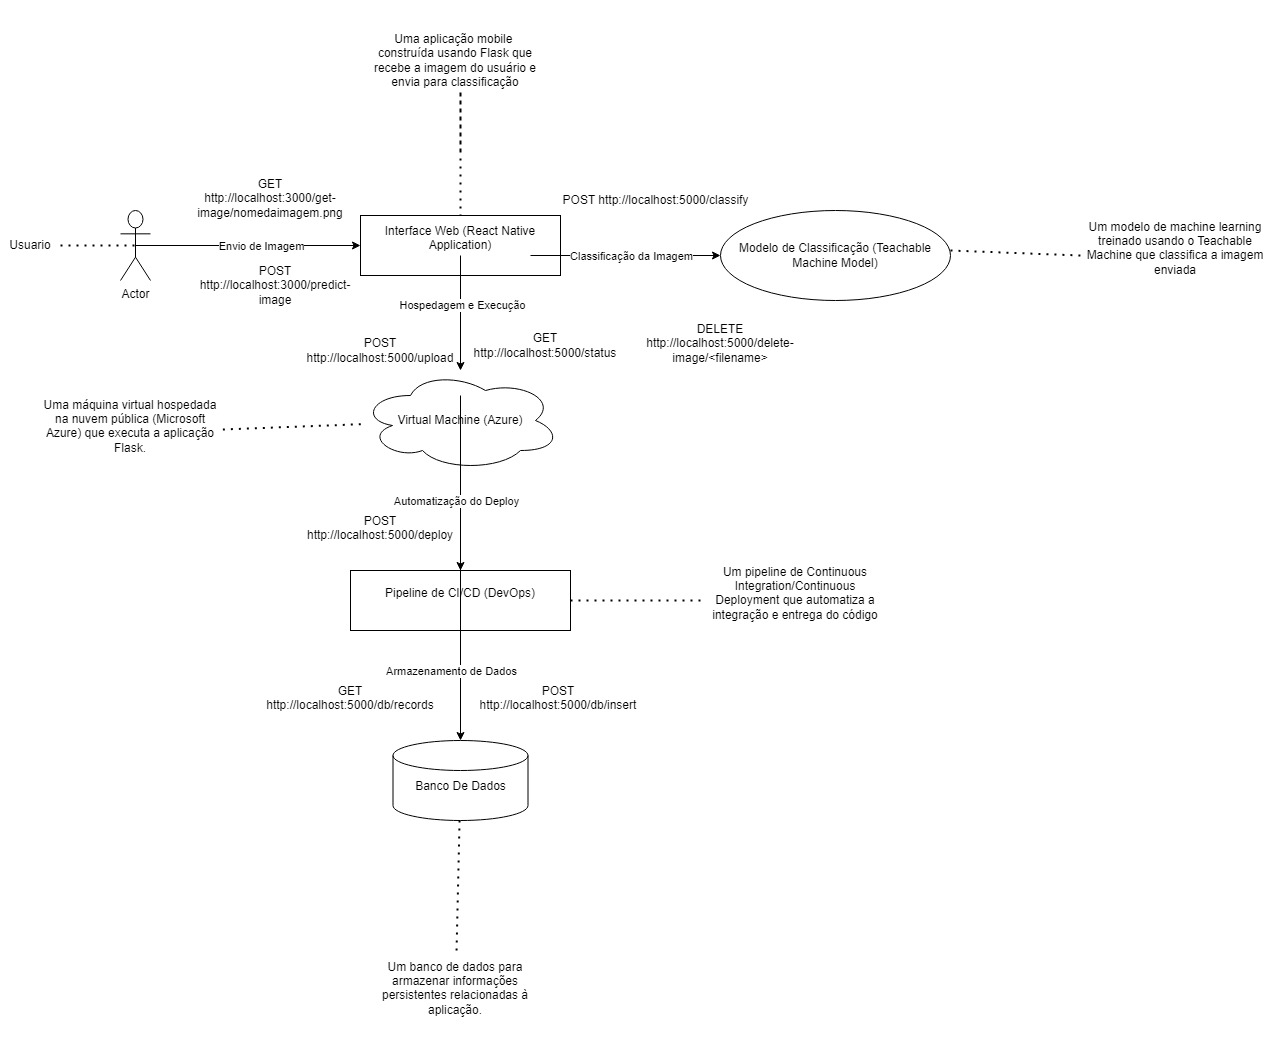 Uma aplicação mobile
construída usando Flask que
recebe a imagem do usuário e
envia para classificação
GET
http://localhost:3000/get-
image/nomedaimagem.png
POST http://localhost:5000/classify
Usuario
Envio de Imagem
Interface Web (React Native
Application)
Classificação da Imagem
Modelo de Classificação (Teachable
Machine Model)
Um modelo de machine learning
treinado usando o Teachable
Machine que classifica a imagem
enviada
POST
http://localhost:3000/predict-
image
Actor
Hospedagem e Execução
POST
http://localhost:5000/upload
GET
http://localhost:5000/status
DELETE
http://localhost:5000/delete-
image/<filename>
Uma máquina virtual hospedada
na nuvem pública (Microsoft
Azure) que executa a aplicação
Flask.
Virtual Machine (Azure)
Automatização do Deploy
POST
http://localhost:5000/deploy
Pipeline de CI/CD (DevOps)
Um pipeline de Continuous
Integration/Continuous
Deployment que automatiza a
integração e entrega do código
Armazenamento de Dados
GET
http://localhost:5000/db/records
POST
http://localhost:5000/db/insert
Banco De Dados
Um banco de dados para
armazenar informações
persistentes relacionadas à
aplicação.